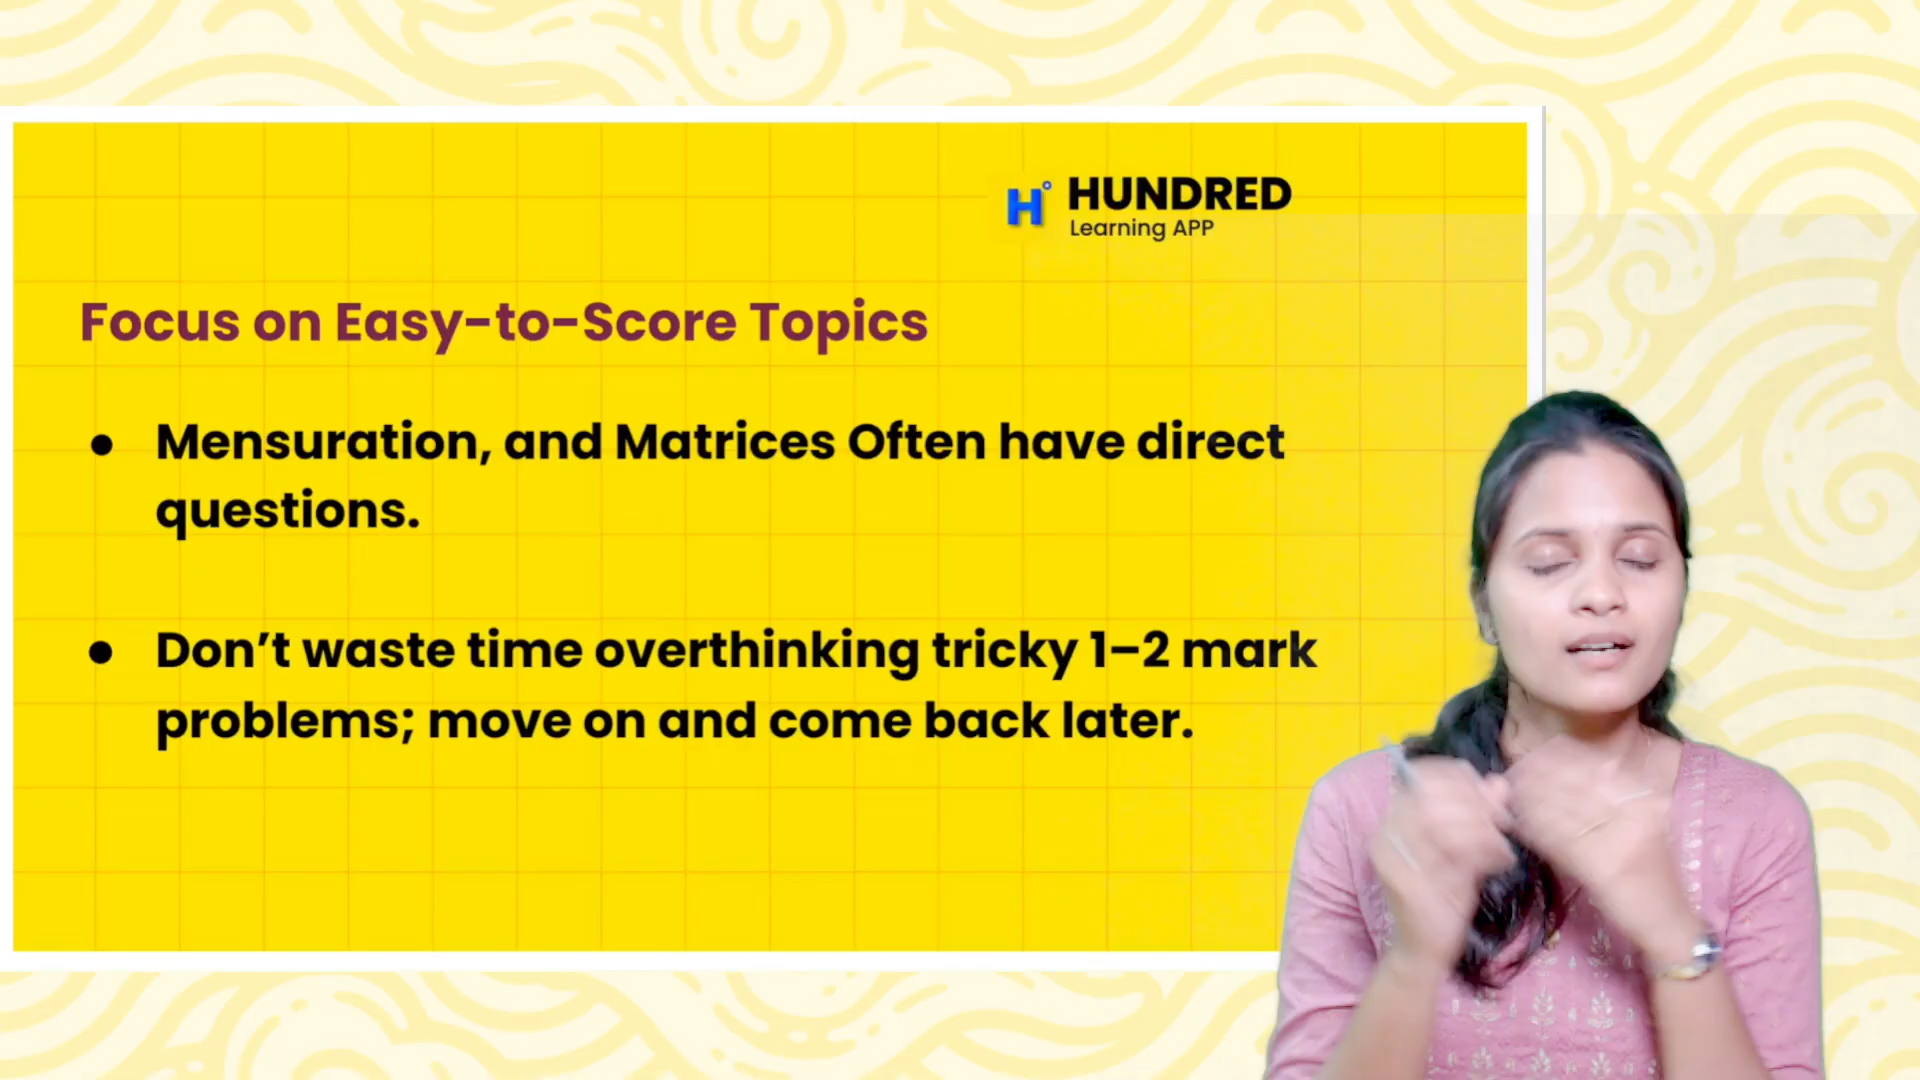 H° HUNDRED
Learning APP
Focus on Easy-to-Score Topics
● Mensuration, and Matrices Often have direct
questions.
● Don’t waste time overthinking tricky 1–2 mark
problems; move on and come back later.